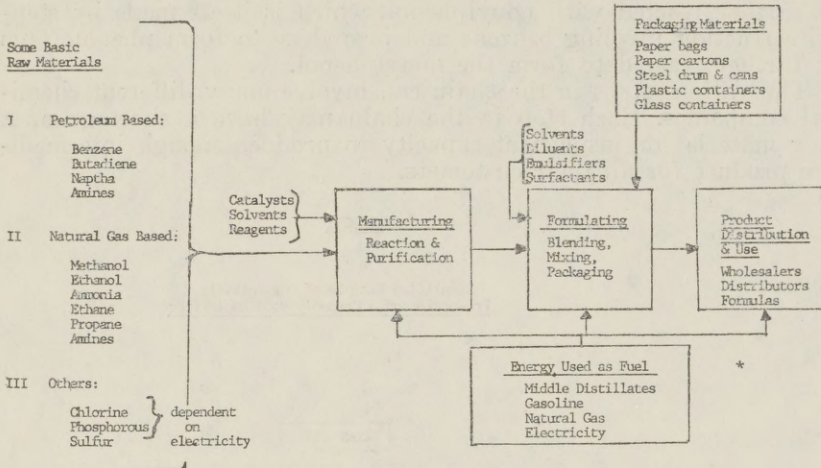 Some Basic
Raw Materials
I Petroleum Based:
Benzene
Butadiene
Naptha
Amines
II Natural Gas Based:
Methanol
Ethanol
Ammonia
Ethane
Propane
Amines
III Others:
Chlorine
Phosphorous
Sulfur
dependent
on
electricity
Catalysts
Solvents
Reagents
Manufacturing
Reaction &
Purification
Solvents
Diluents
Emulsifiers
Surfactants
Packaging Materials
Paper bags
Paper cartons
Steel drum & cans
Plastic containers
Glass containers
Formulating
Blending,
Mixing,
Packaging
Product
Distribution
& Use
Wholesalers
Distributors
Formulas
Energy Used as Fuel
Middle Distillates
Gasoline
Natural Gas
Electricity
*